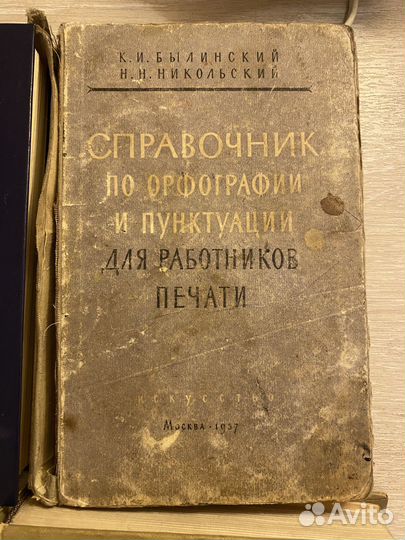 К. И. БЫЛИНСКИЙ
Н. Н. НИКОЛЬСКИЙ
СПРАВОЧНИК
ПО ОРФОГРАФИИ
И ПУНКТУАЦИИ
ДЛЯ РАБОТНИКОВ
ПЕЧАТИ
ИСКУССТВО
МОСКВА · 1957
Avito